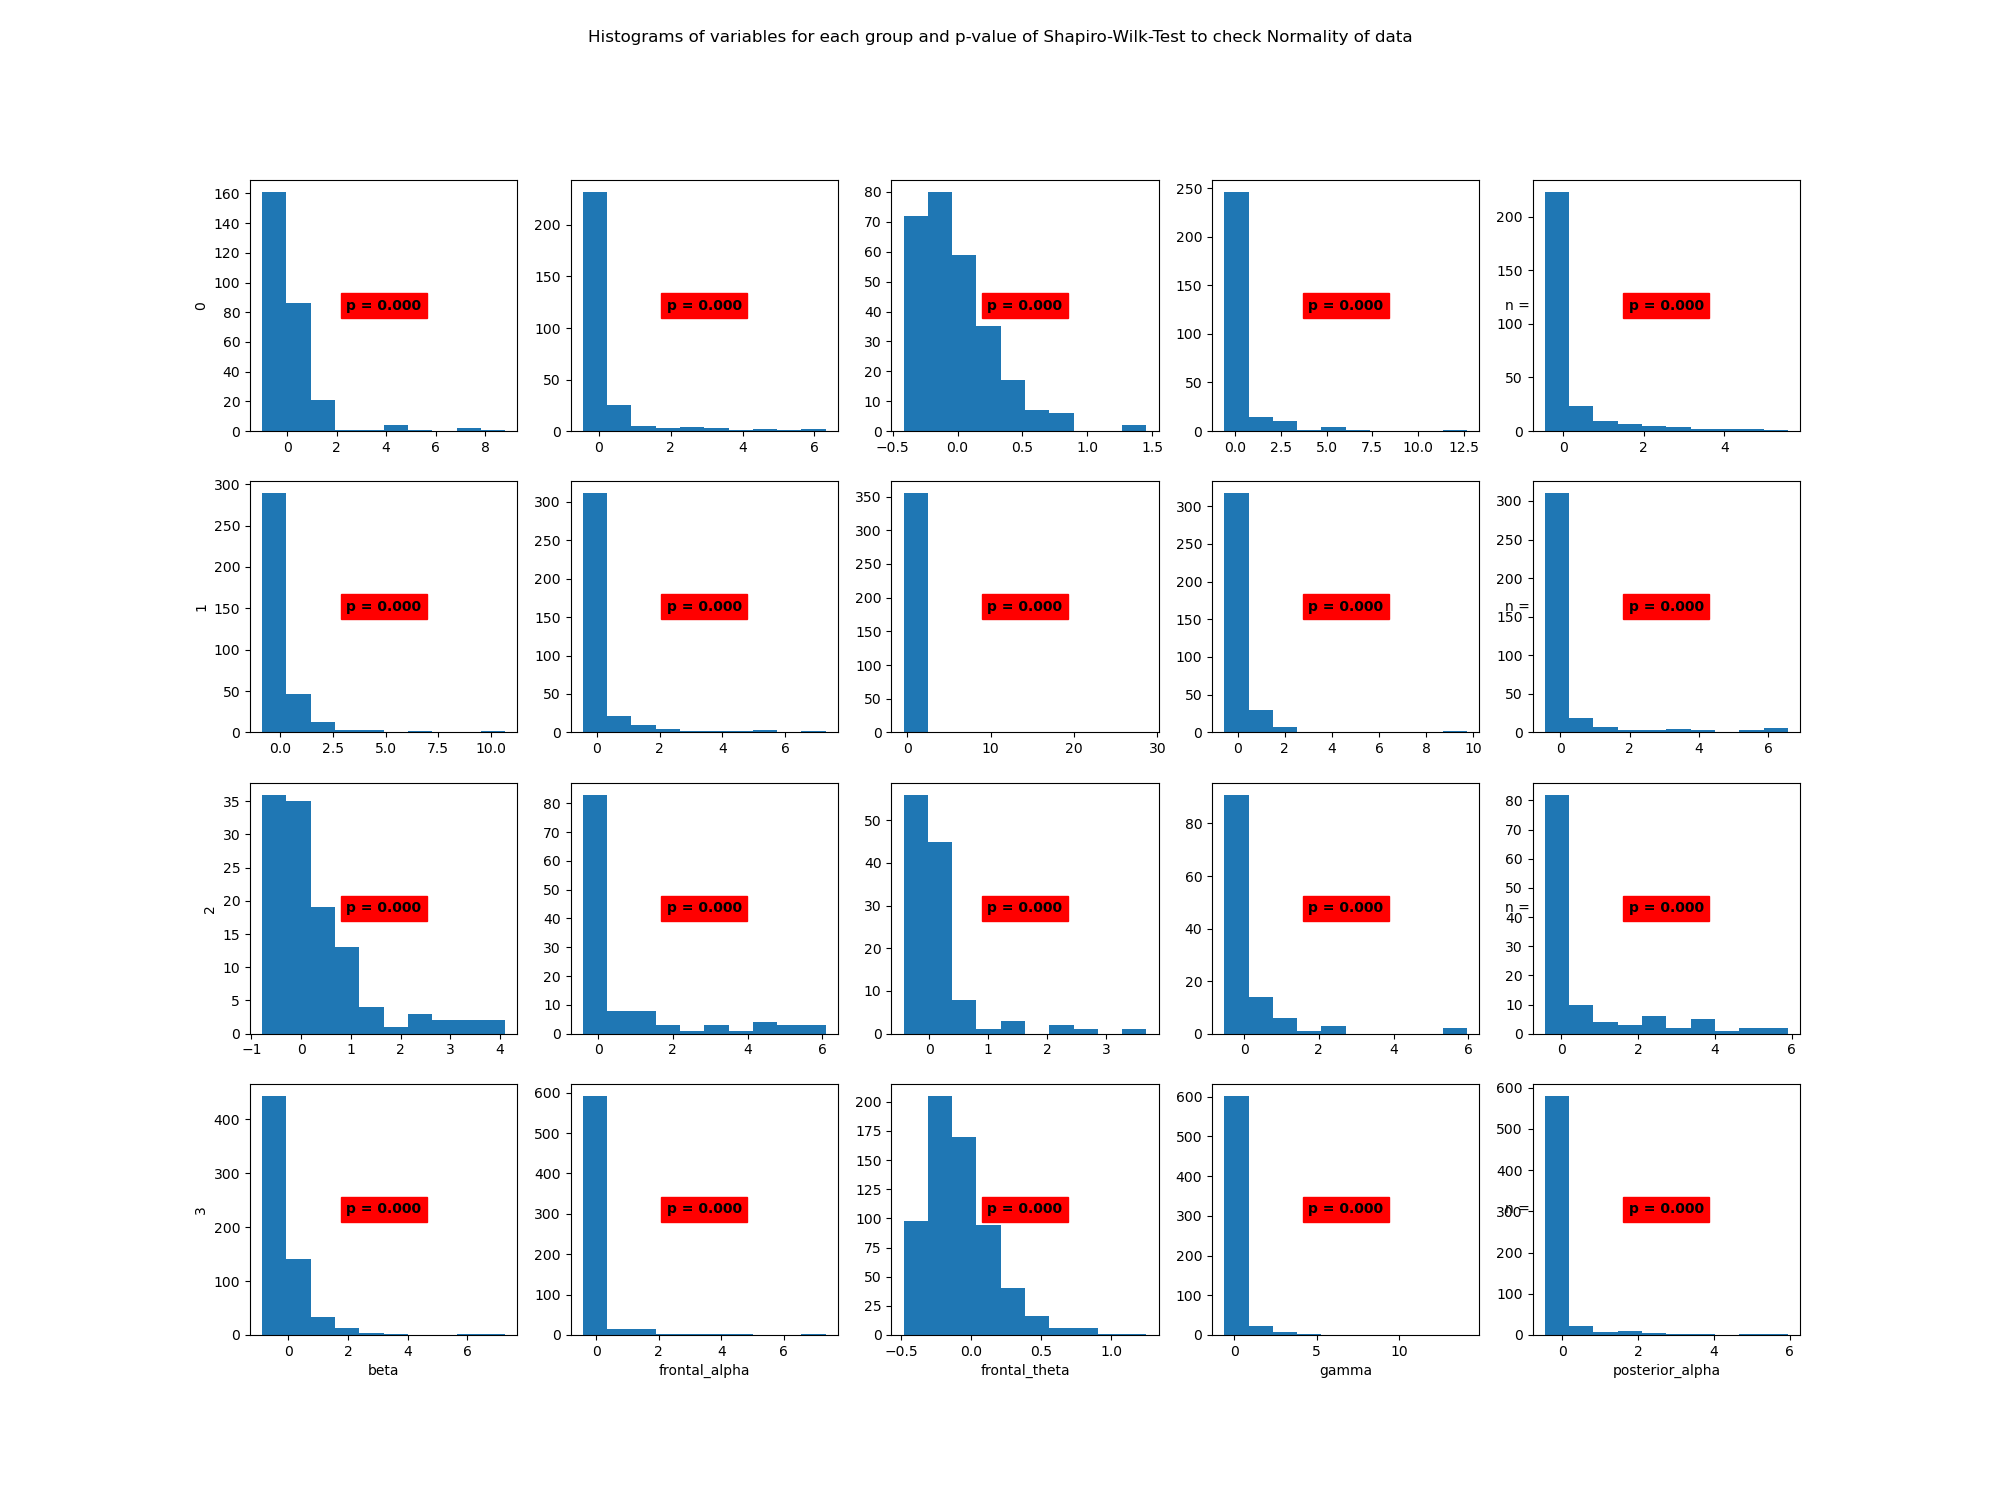 Histograms of variables for each group and p-value of Shapiro-Wilk-Test to check Normality of data
160
140
120
100
80
60
40
20
0
0
p = 0.000
0 2 4 6 8
200
150
100
50
0
p = 0.000
0 2 4 6
80
70
60
50
40
30
20
10
0
p = 0.000
−0.5 0.0 0.5 1.0 1.5
250
200
150
100
50
0
p = 0.000
0.0 2.5 5.0 7.5 10.0 12.5
200
150
100
50
0
n =
p = 0.000
0 2 4
300
250
200
150
100
50
0
1
p = 0.000
0.0 2.5 5.0 7.5 10.0
300
250
200
150
100
50
0
p = 0.000
0 2 4 6
350
300
250
200
150
100
50
0
p = 0.000
0 10 20 30
300
250
200
150
100
50
0
p = 0.000
0 2 4 6 8 10
300
250
200
150
100
50
0
n =
p = 0.000
0 2 4 6
35
30
25
20
15
10
5
0
2
p = 0.000
−1 0 1 2 3 4
80
70
60
50
40
30
20
10
0
p = 0.000
0 2 4 6
50
40
30
20
10
0
p = 0.000
0 1 2 3
80
60
40
20
0
p = 0.000
0 2 4 6
80
70
60
50
40
30
20
10
0
n =
p = 0.000
0 2 4 6
400
300
200
100
0
3
p = 0.000
0 2 4 6
beta
600
500
400
300
200
100
0
p = 0.000
0 2 4 6
frontal_alpha
200
175
150
125
100
75
50
25
0
p = 0.000
−0.5 0.0 0.5 1.0
frontal_theta
600
500
400
300
200
100
0
p = 0.000
0 5 10
gamma
600
500
400
300
200
100
0
n =
p = 0.000
0 2 4 6
posterior_alpha